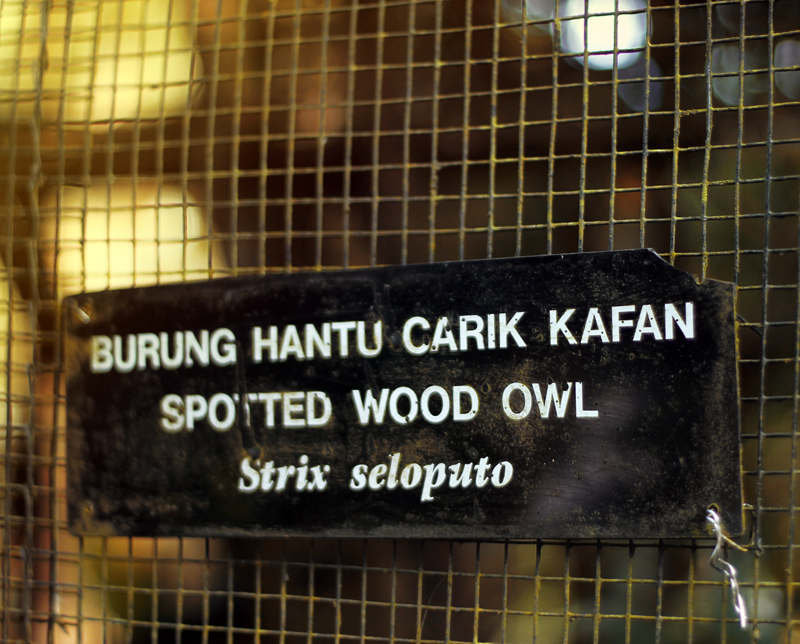 BURUNG HANTU CARIK KAFAN
SPOTTED WOOD OWL
Strix seloputo